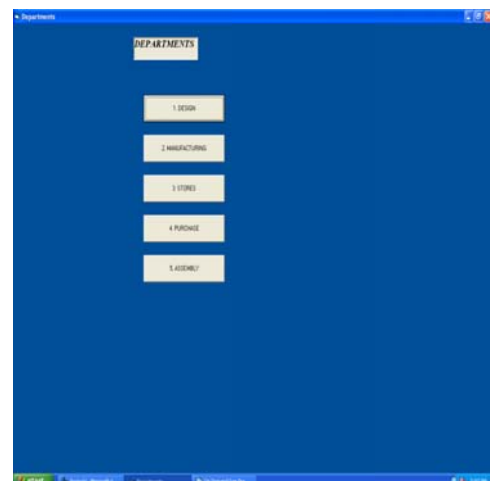 Departments
DEPARTMENTS
1. DESIGN
2. MANUFACTURING
3. STORES
4. PURCHASE
5. ASSEMBLY